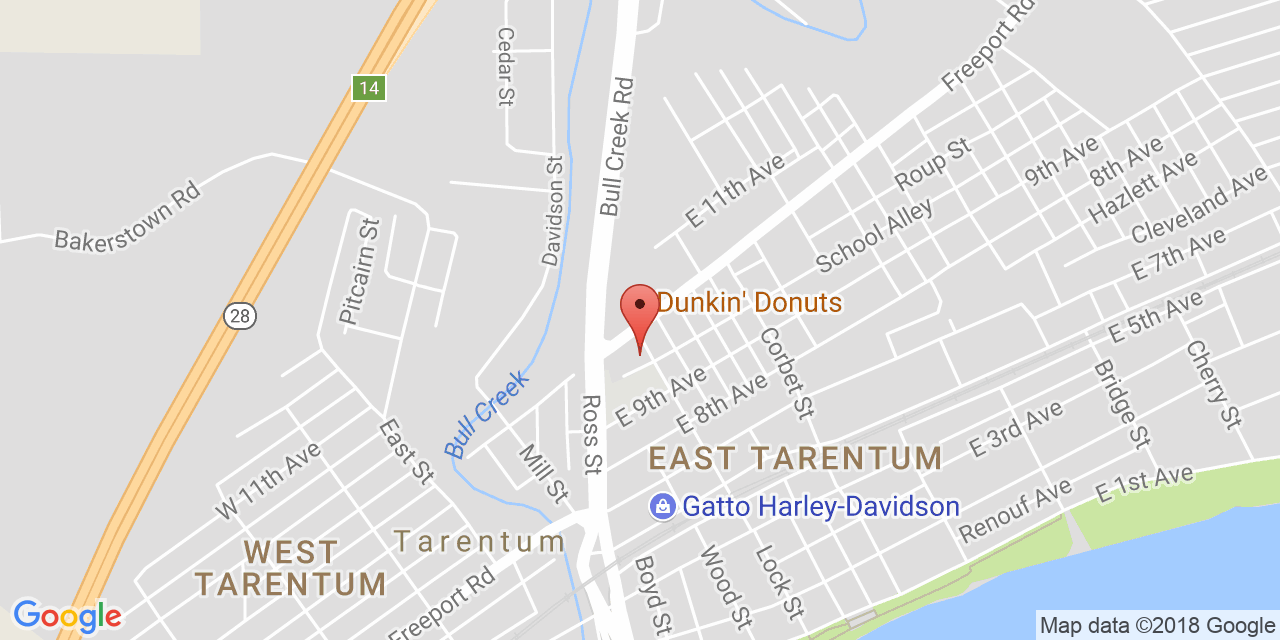 Cedar St
14
Freeport Rd
Bull Creek Rd
Roup St
9th Ave
8th Ave
Hazlett Ave
E 11th Ave
Davidson St
Bakerstown Rd
School Alley
Cleveland Ave
E 7th Ave
Pitcairn St
Dunkin' Donuts
28
E 5th Ave
Corbet St
Bull Creek
E 9th Ave
E 8th Ave
Bridge St
Cherry St
Ross St
East St
EAST TARENTUM
E 3rd Ave
Mill St
W 11th Ave
Gatto Harley-Davidson
E 1st Ave
Renouf Ave
Tarentum
WEST
TARENTUM
Freeport Rd
Boyd St
Wood St
Lock St
Google
Map data ©2018 Google